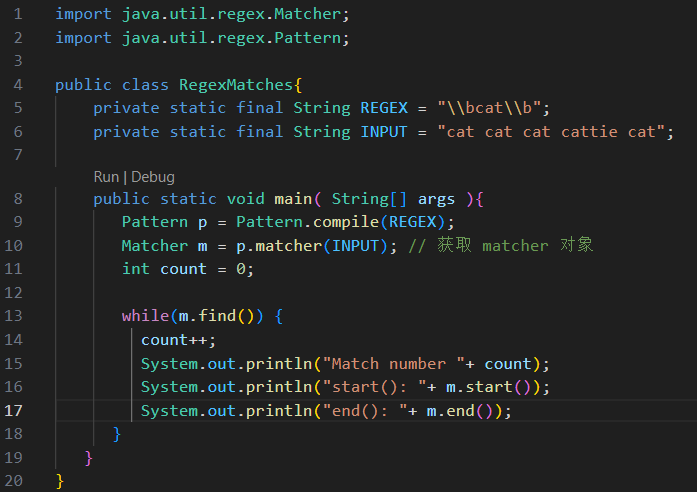 1 import java.util.regex.Matcher;
2 import java.util.regex.Pattern;
3
4 public class RegexMatches{
5 private static final String REGEX = "\\bcat\\b";
6 private static final String INPUT = "cat cat cat cattie cat";
7
Run | Debug
8 public static void main( String[] args ){
9 Pattern p = Pattern.compile(REGEX);
10 Matcher m = p.matcher(INPUT); // 获取 matcher 对象
11 int count = 0;
12
13 while(m.find()) {
14 count++;
15 System.out.println("Match number "+ count);
16 System.out.println("start(): "+ m.start());
17 System.out.println("end(): "+ m.end());
18 }
19 }
20 }